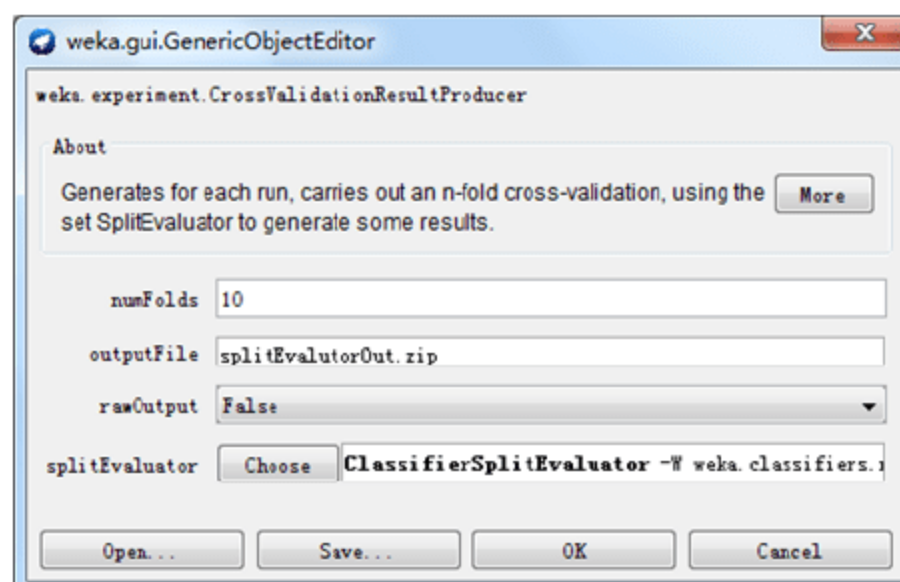 weka.gui.GenericObjectEditor
weka.experiment.CrossValidationResultProducer
About
Generates for each run, carries out an n-fold cross-validation, using the
set SplitEvaluator to generate some results.
More
numFolds 10
outputFile splitEvalutorOut.zip
rawOutput False
splitEvaluator Choose ClassifierSplitEvaluator -W weka.classifiers.
Open... Save... OK Cancel